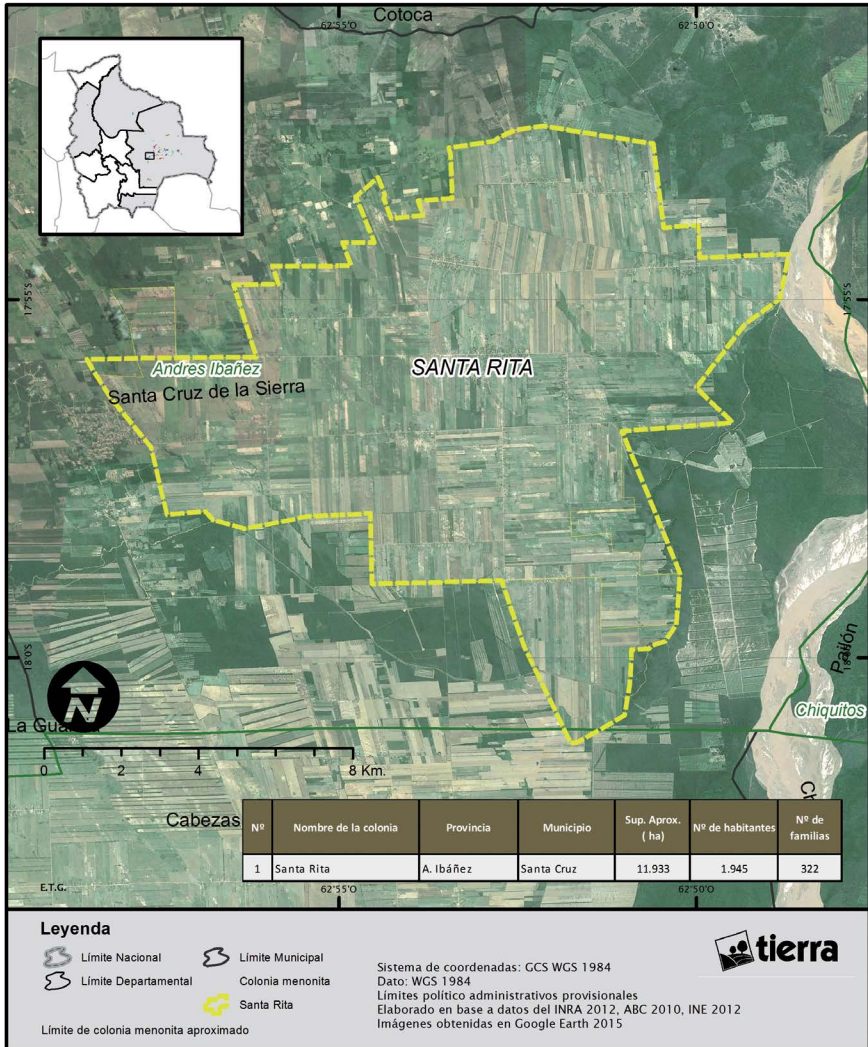 Cotoca
62°55'O 62°50'O
17°55'S 17°55'S
Andres Ibañez
Santa Cruz de la Sierra
SANTA RITA
18°0'S
Pailón
Chiquitos
N
La Gua
0 2 4 8 Km.
Cabezas
Nº Nombre de la colonia Provincia Municipio Sup. Aprox. ( ha) Nº de habitantes Nº de familias
1 Santa Rita A. Ibáñez Santa Cruz 11.933 1.945 322
E.T.G.
62°55'O 62°50'O
Leyenda
Límite Nacional
Límite Departamental
Límite Municipal
Colonia menonita
Santa Rita
Límite de colonia menonita aproximado
Sistema de coordenadas: GCS WGS 1984
Dato: WGS 1984
Límites político administrativos provisionales
Elaborado en base a datos del INRA 2012, ABC 2010, INE 2012
Imágenes obtenidas en Google Earth 2015
tierra